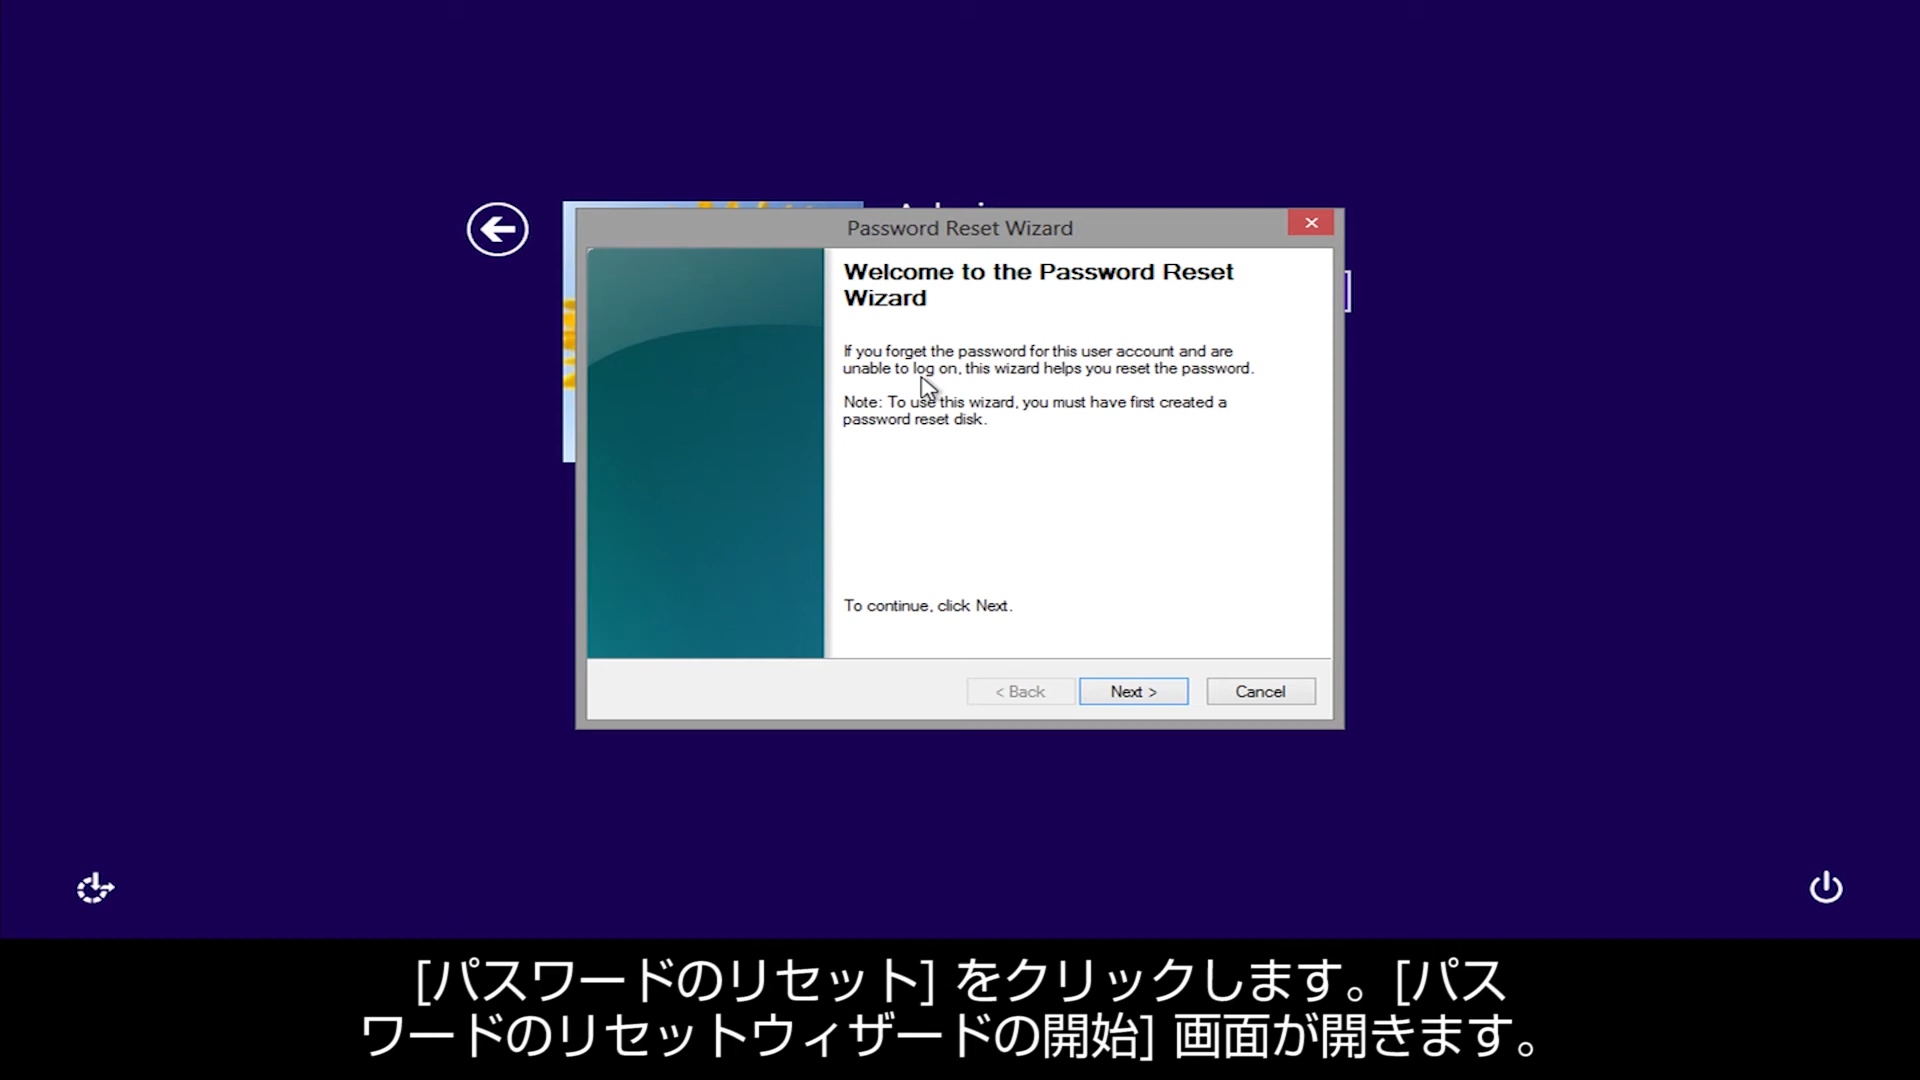 Password Reset Wizard
Welcome to the Password Reset
Wizard
If you forget the password for this user account and are
unable to log on, this wizard helps you reset the password.
Note: To use this wizard, you must have first created a
password reset disk.
To continue, click Next.
< Back
Next >
Cancel
[パスワードのリセット] をクリックします。[パス
ワードのリセットウィザードの開始] 画面が開きます。